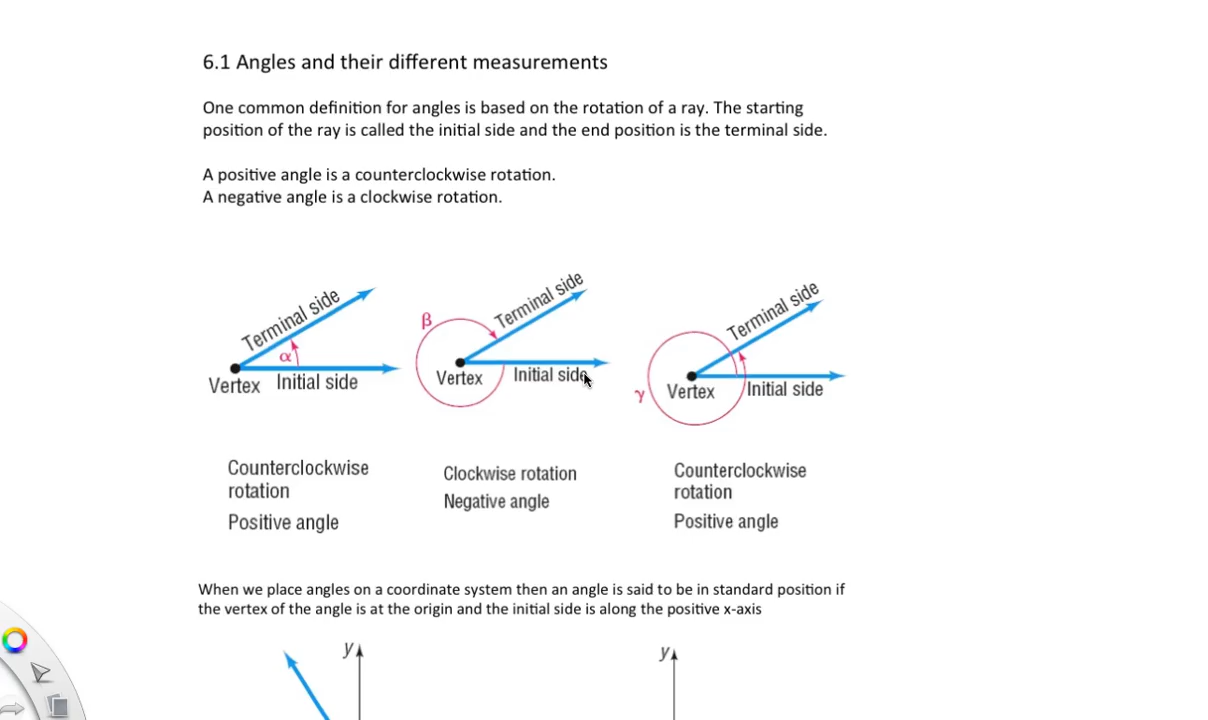 6.1 Angles and their different measurements
One common definition for angles is based on the rotation of a ray. The starting
position of the ray is called the initial side and the end position is the terminal side.
A positive angle is a counterclockwise rotation.
A negative angle is a clockwise rotation.
Terminal side
α
Vertex
Initial side
β
Terminal side
Vertex
Initial side
γ
Terminal side
Vertex
Initial side
Counterclockwise
rotation
Positive angle
Clockwise rotation
Negative angle
Counterclockwise
rotation
Positive angle
When we place angles on a coordinate system then an angle is said to be in standard position if
the vertex of the angle is at the origin and the initial side is along the positive x-axis
y
y